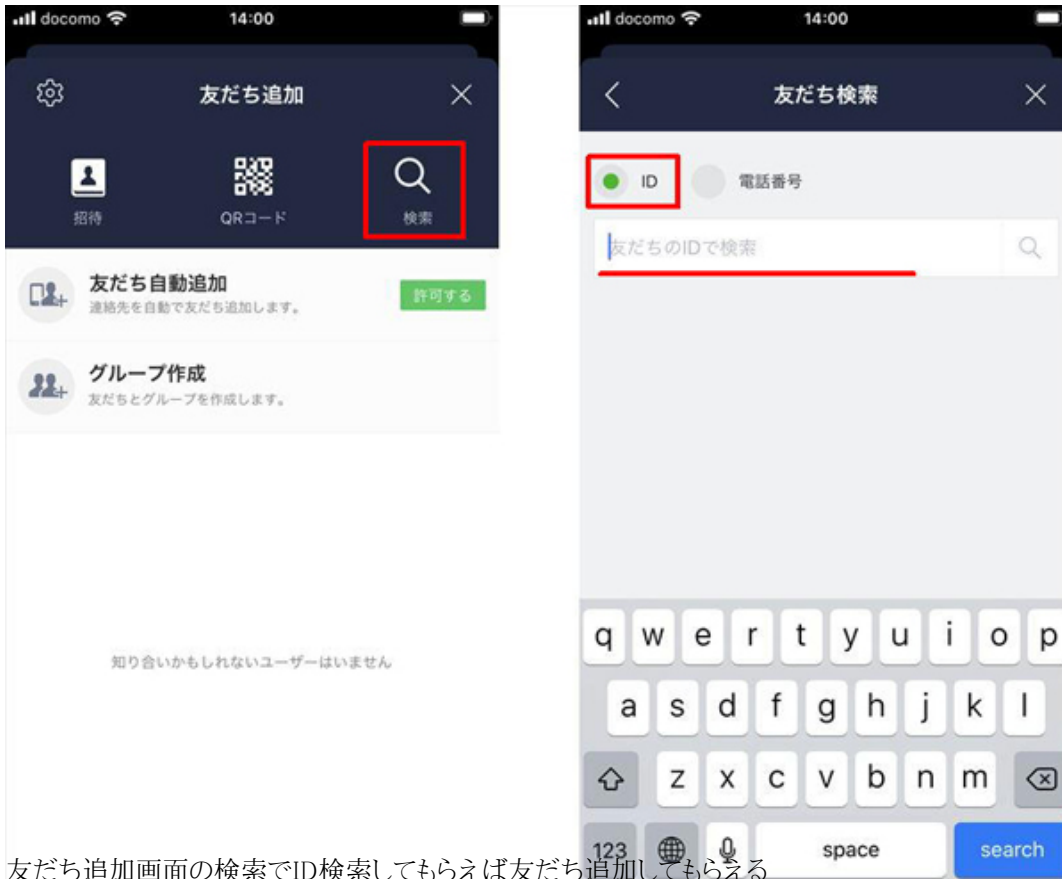 docomo 14:00
友だち追加
招待 QRコード 検索
友だち自動追加
連絡先を自動で友だち追加します。
許可する
グループ作成
友だちとグループを作成します。
知り合いかもしれないユーザーはいません
docomo 14:00
友だち検索
ID 電話番号
友だちのIDで検索
q w e r t y u i o p
a s d f g h j k l
z x c v b n m
123 space search
友だち追加画面の検索でID検索してもらえば友だち追加してもらえる